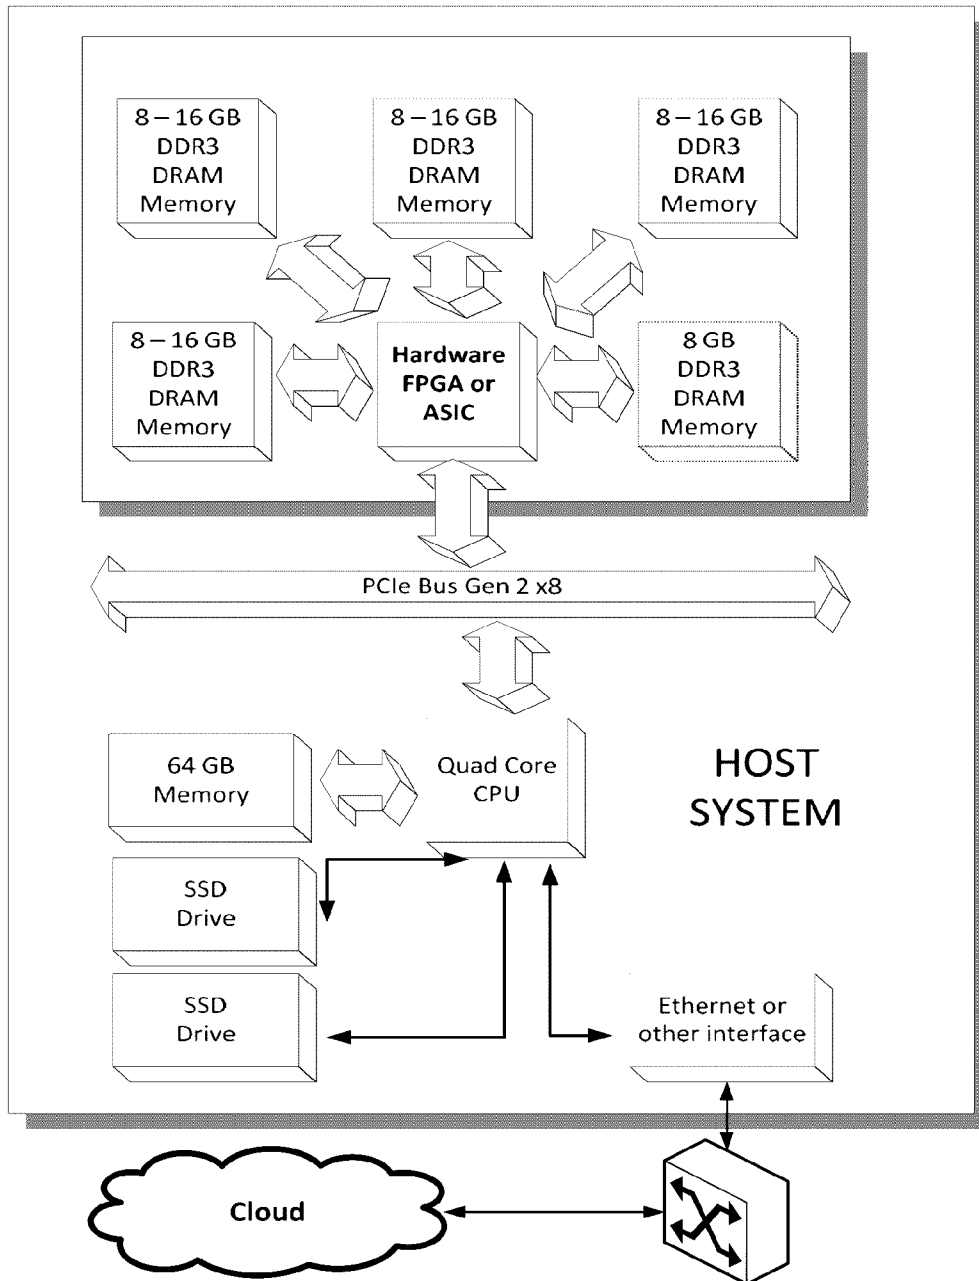 8 – 16 GB
DDR3
DRAM
Memory
8 – 16 GB
DDR3
DRAM
Memory
8 – 16 GB
DDR3
DRAM
Memory
8 – 16 GB
DDR3
DRAM
Memory
Hardware
FPGA or
ASIC
8 GB
DDR3
DRAM
Memory
PCIe Bus Gen 2 x8
64 GB
Memory
Quad Core
CPU
HOST
SYSTEM
SSD
Drive
SSD
Drive
Ethernet or
other interface
Cloud